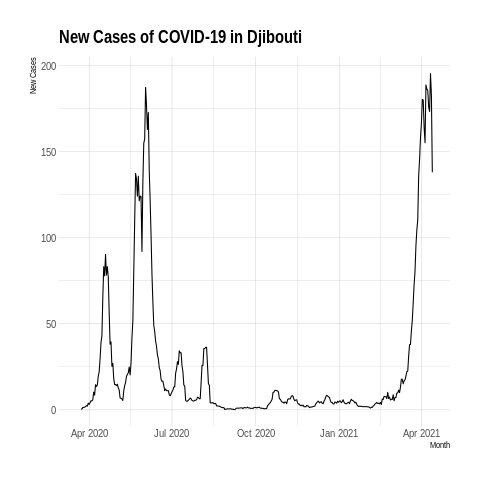 New Cases of COVID-19 in Djibouti
New Cases
200
150
100
50
0
Apr 2020 Jul 2020 Oct 2020 Jan 2021 Apr 2021
Month